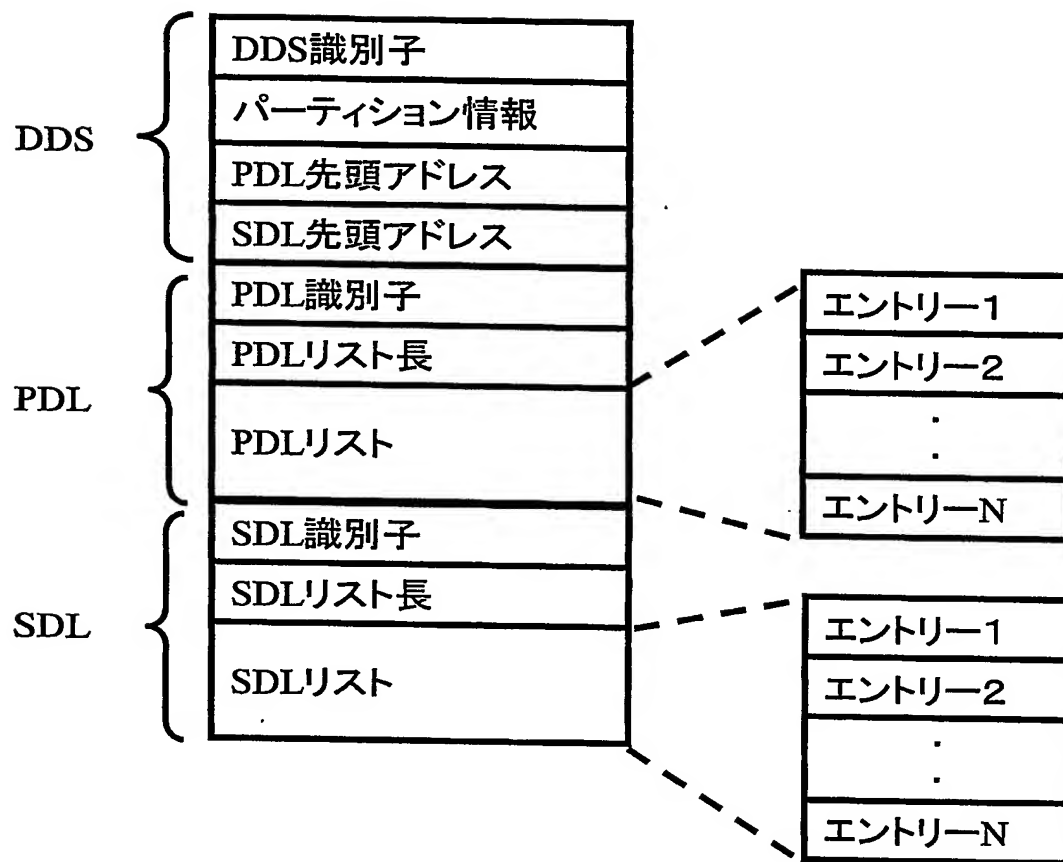 DDS
DDS識別子
パーティション情報
PDL先頭アドレス
SDL先頭アドレス
PDL
PDL識別子
PDLリスト長
PDLリスト
エントリー1
エントリー2
エントリーN
SDL
SDL識別子
SDLリスト長
SDLリスト
エントリー1
エントリー2
エントリーN